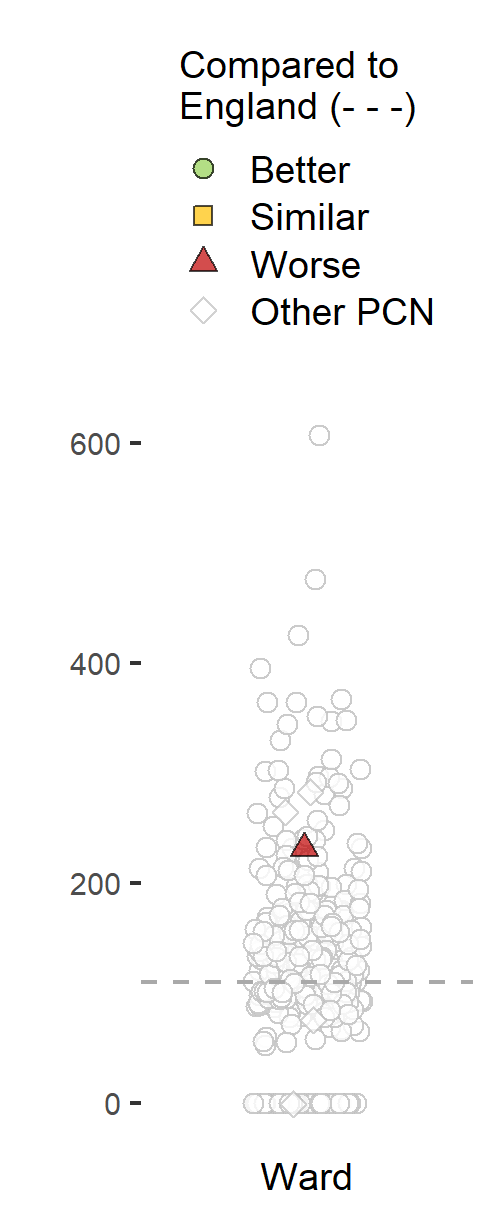 Compared to
England (- - -)
Better
Similar
Worse
Other PCN
600
400
200
0
Ward